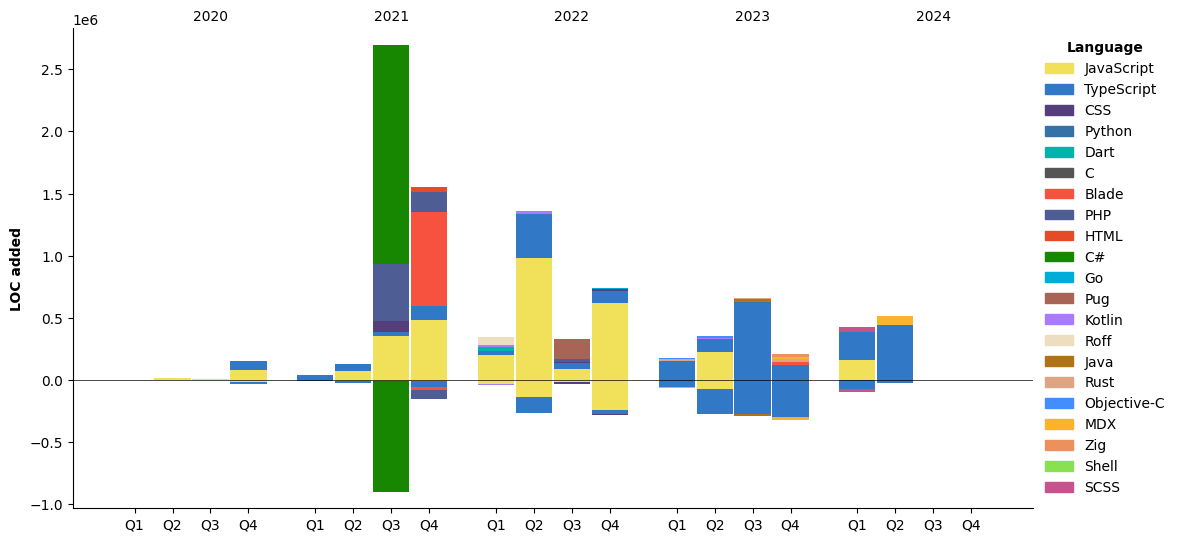 2020 2021 2022 2023 2024
1e6
LOC added
2.5
2.0
1.5
1.0
0.5
0.0
−0.5
−1.0
Q1 Q2 Q3 Q4 Q1 Q2 Q3 Q4 Q1 Q2 Q3 Q4 Q1 Q2 Q3 Q4 Q1 Q2 Q3 Q4
Language
JavaScript
TypeScript
CSS
Python
Dart
C
Blade
PHP
HTML
C#
Go
Pug
Kotlin
Roff
Java
Rust
Objective-C
MDX
Zig
Shell
SCSS